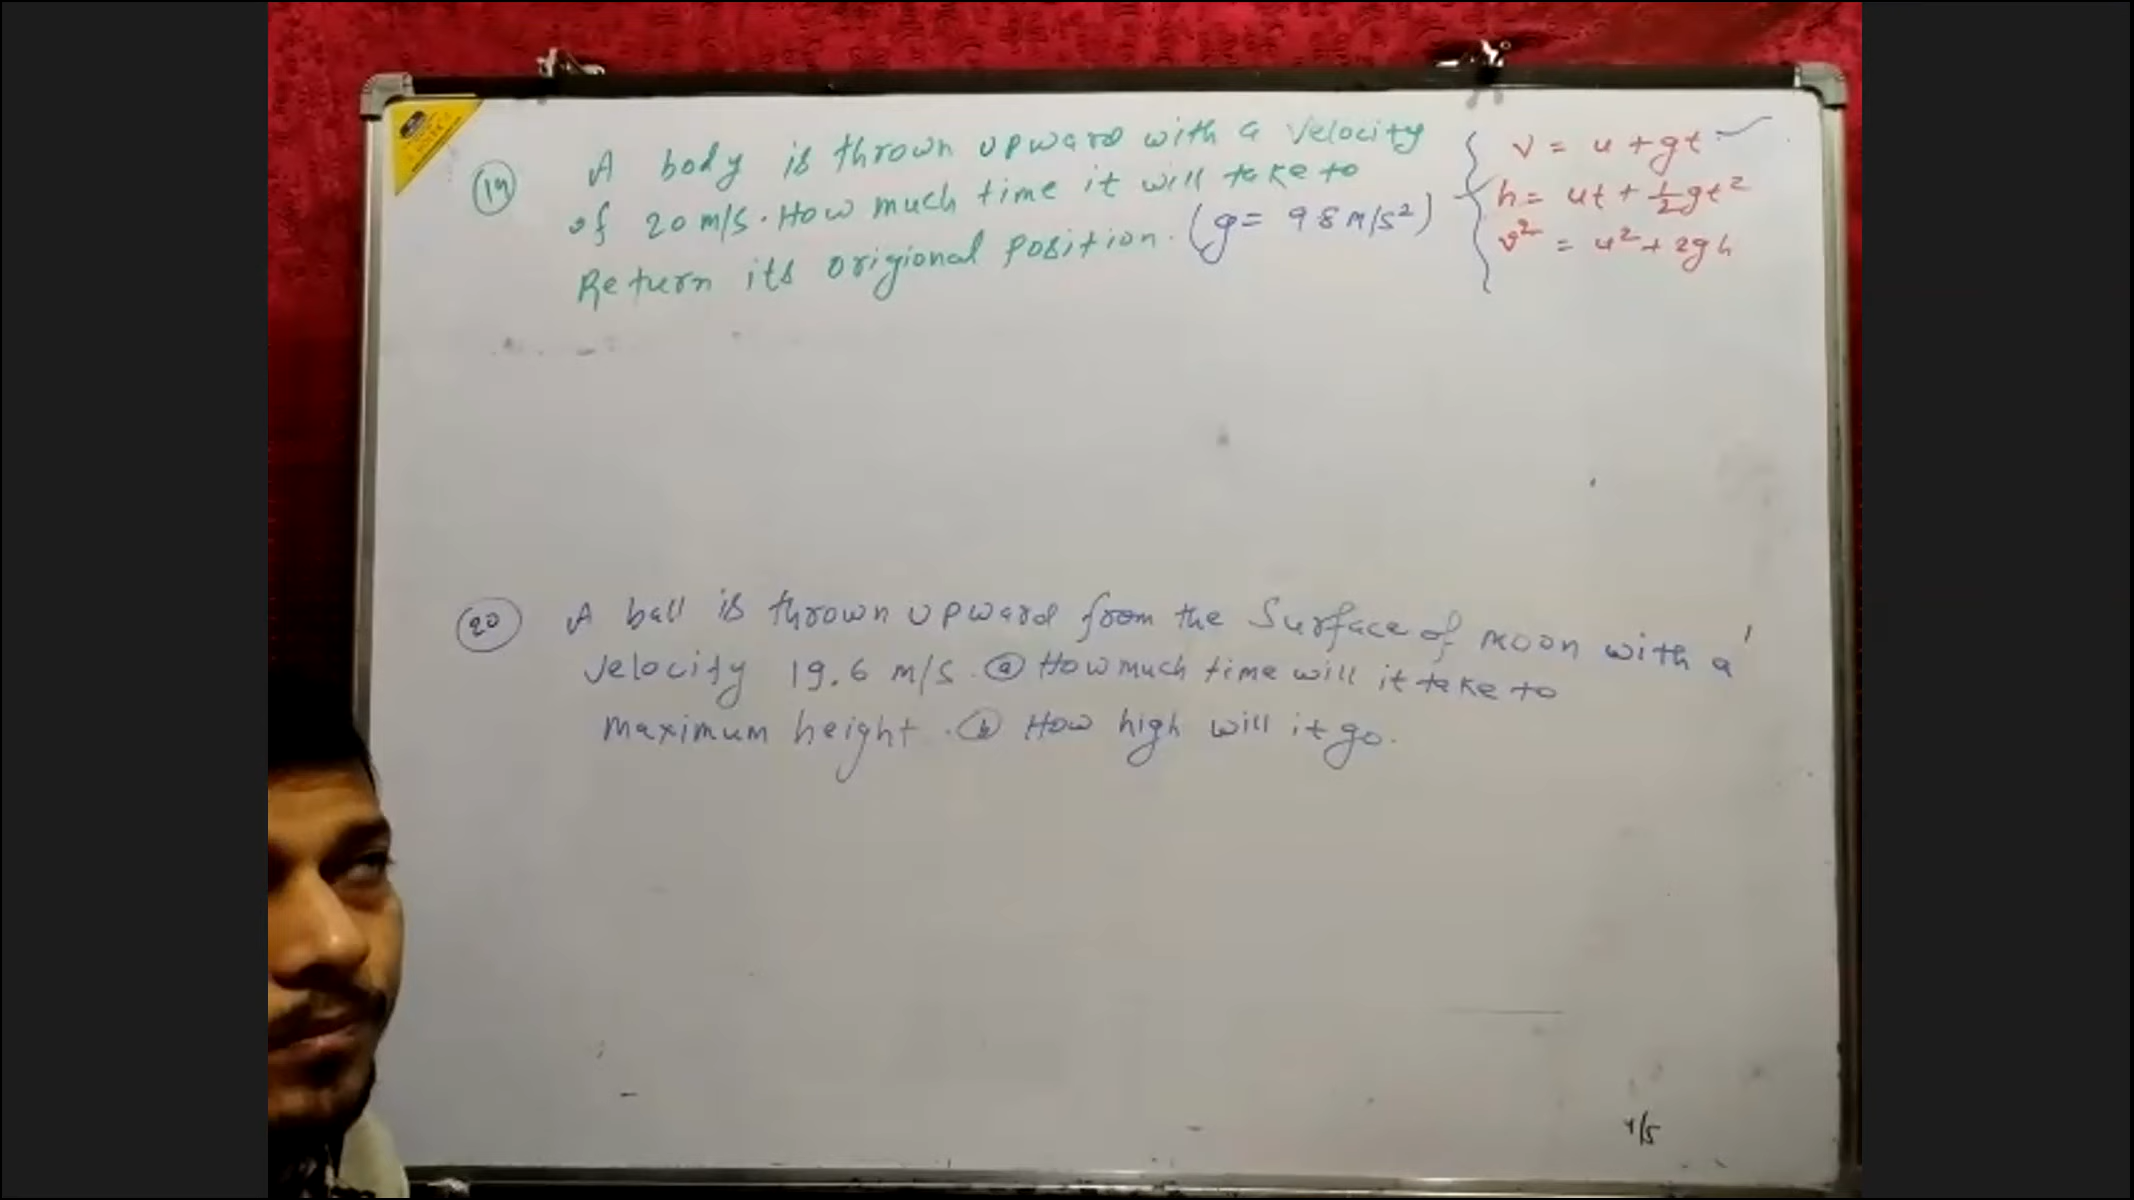 (19) A body is thrown upward with a velocity
of 20 m/s. How much time it will take to
Return its origional position. (g = 9.8 m/s²)
v = u + gt
h = ut + 1/2 gt²
v² = u² + 2gh
(20) A ball is thrown upward from the Surface of moon with a
velocity 19.6 m/s. (a) How much time will it take to
maximum height. (b) How high will it go.
4/5